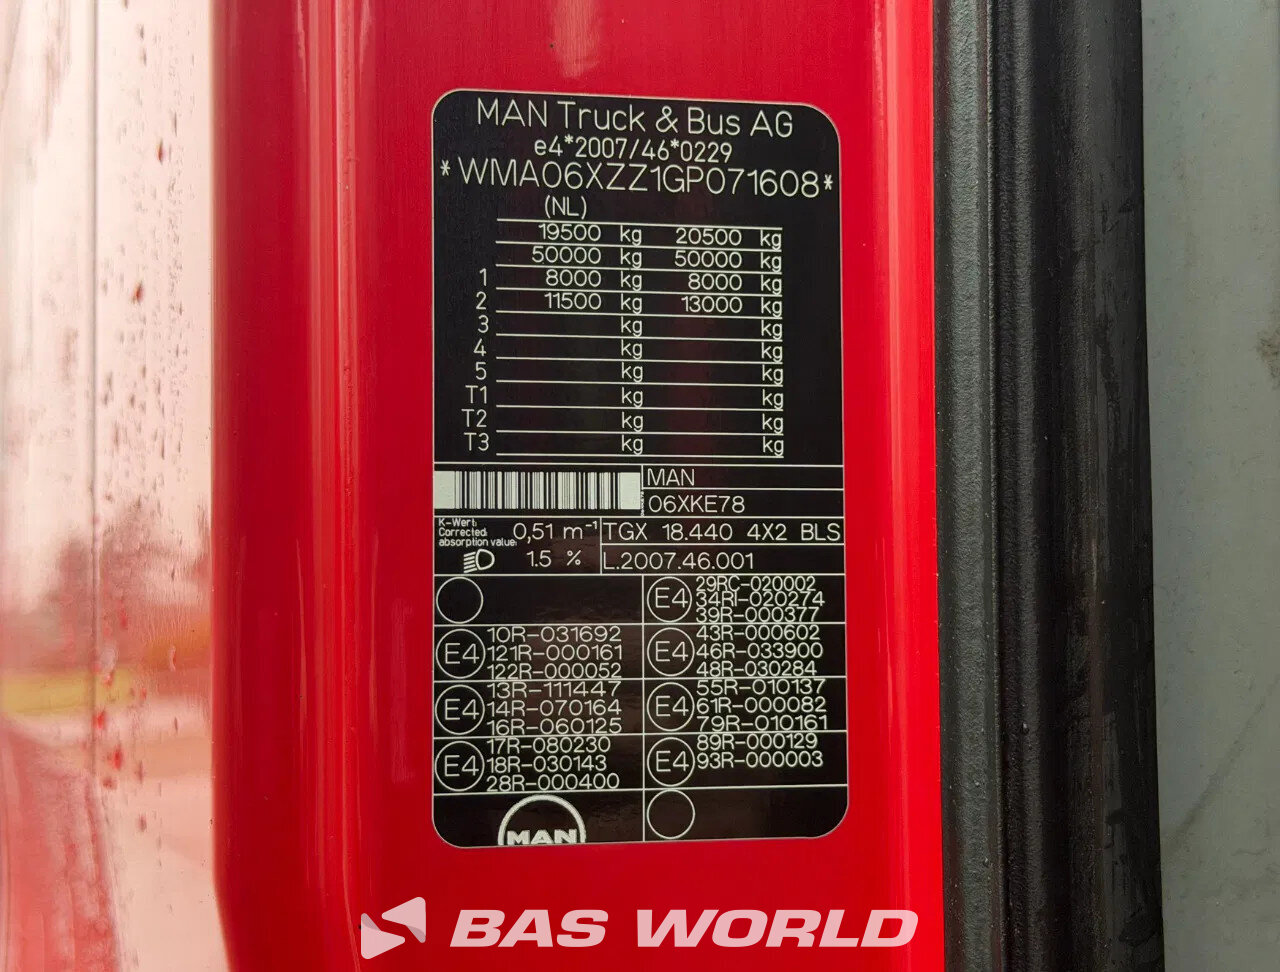 MAN Truck & Bus AG
e4*2007/46*0229
*WMA06XZZ1GP071608*
(NL)
19500 kg 20500 kg
50000 kg 50000 kg
1 8000 kg 8000 kg
2 11500 kg 13000 kg
3 kg kg
4 kg kg
5 kg kg
T1 kg kg
T2 kg kg
T3 kg kg
MAN
06XKE78
K-Wert:
Corrected
absorption value:
0,51 m⁻¹
TGX 18.440 4X2 BLS
1.5 %
L.2007.46.001
E4
29RC-020002
34RI-020274
39R-000377
E4
10R-031692
121R-000161
122R-000052
E4
43R-000602
46R-033900
48R-030284
E4
13R-111447
14R-070164
16R-060125
E4
55R-010137
61R-000082
79R-010161
E4
17R-080230
18R-030143
28R-000400
E4
89R-000129
93R-000003
MAN
BAS WORLD